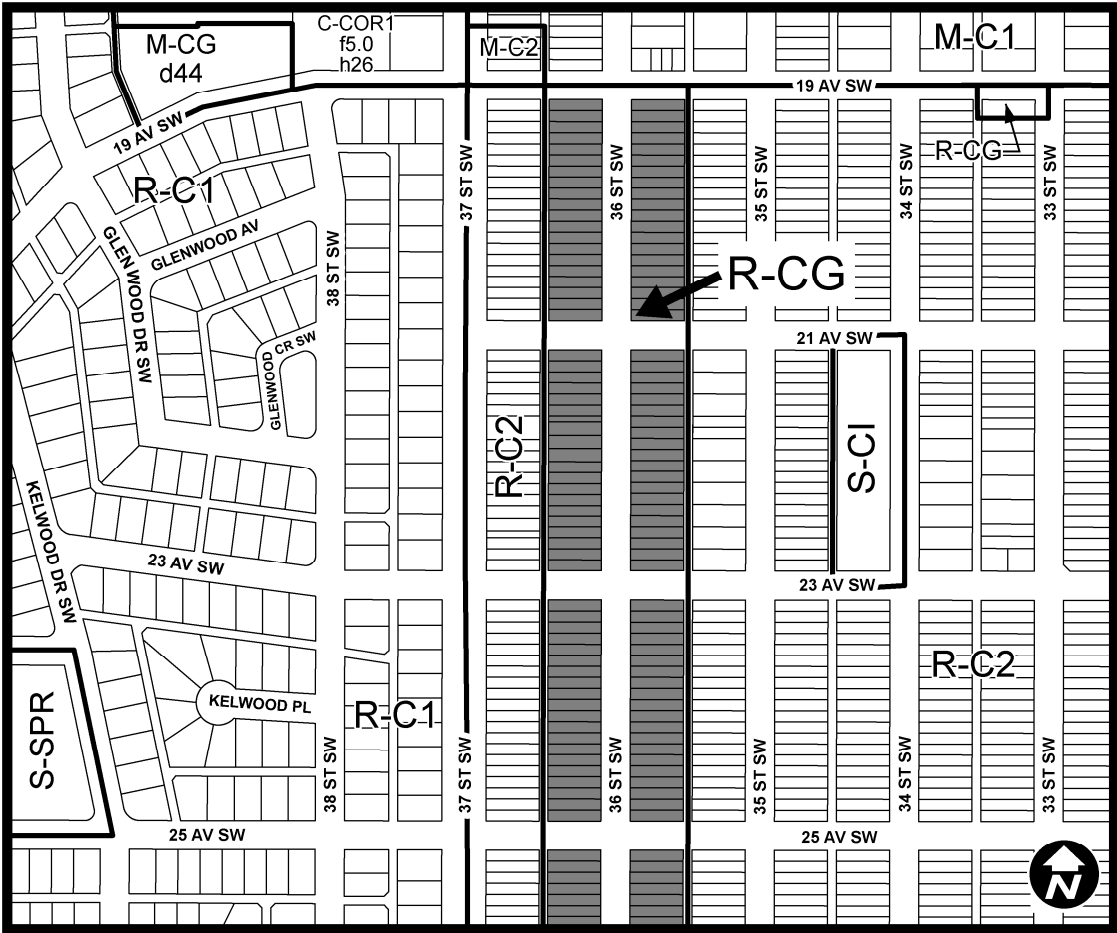 C-COR1
f5.0
h26
M-CG
d44
M-C2
M-C1
19 AV SW
19 AV SW
R-CG
R-C1
37 ST SW
36 ST SW
35 ST SW
34 ST SW
33 ST SW
GLENWOOD AV
GLEN WOOD DR SW
38 ST SW
R-CG
21 AV SW
GLENWOOD CR SW
R-C2
S-CI
KELWOOD DR SW
23 AV SW
23 AV SW
R-C2
KELWOOD PL
R-C1
S-SPR
38 ST SW
37 ST SW
36 ST SW
35 ST SW
34 ST SW
33 ST SW
25 AV SW
25 AV SW
N